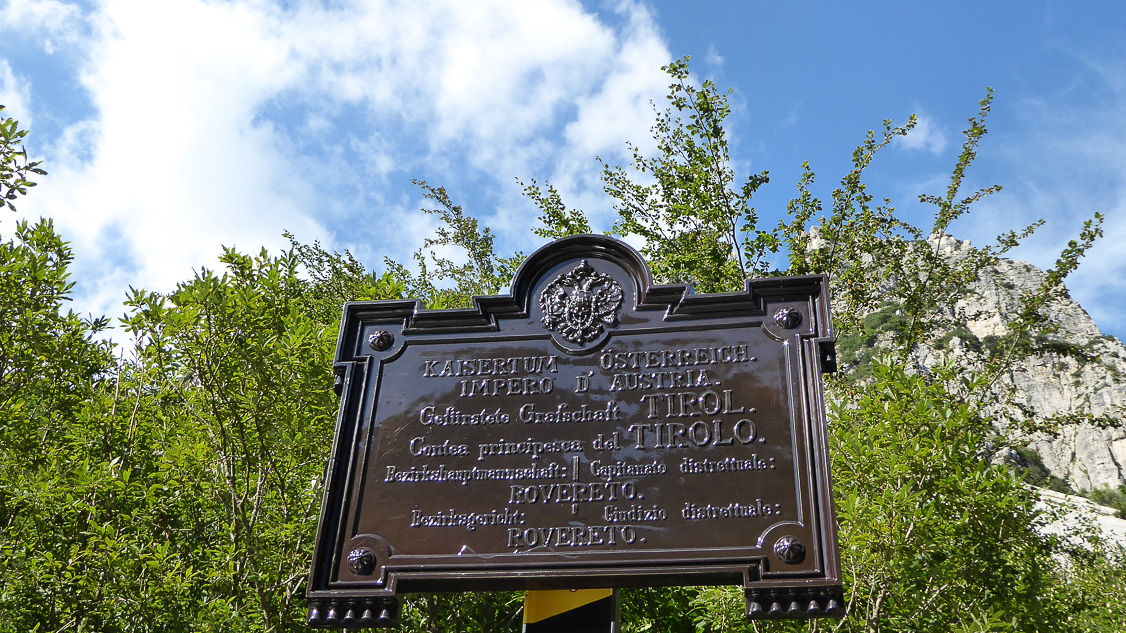 KAISERTUM ÖSTERREICH.
IMPERO D' AUSTRIA.
Gefürstete Grafschaft TIROL.
Contea principesca del TIROLO.
Bezirkshauptmannschaft: Capitanato distrettuale:
ROVERETO.
Bezirksgericht: Giudizio distrettuale:
ROVERETO.